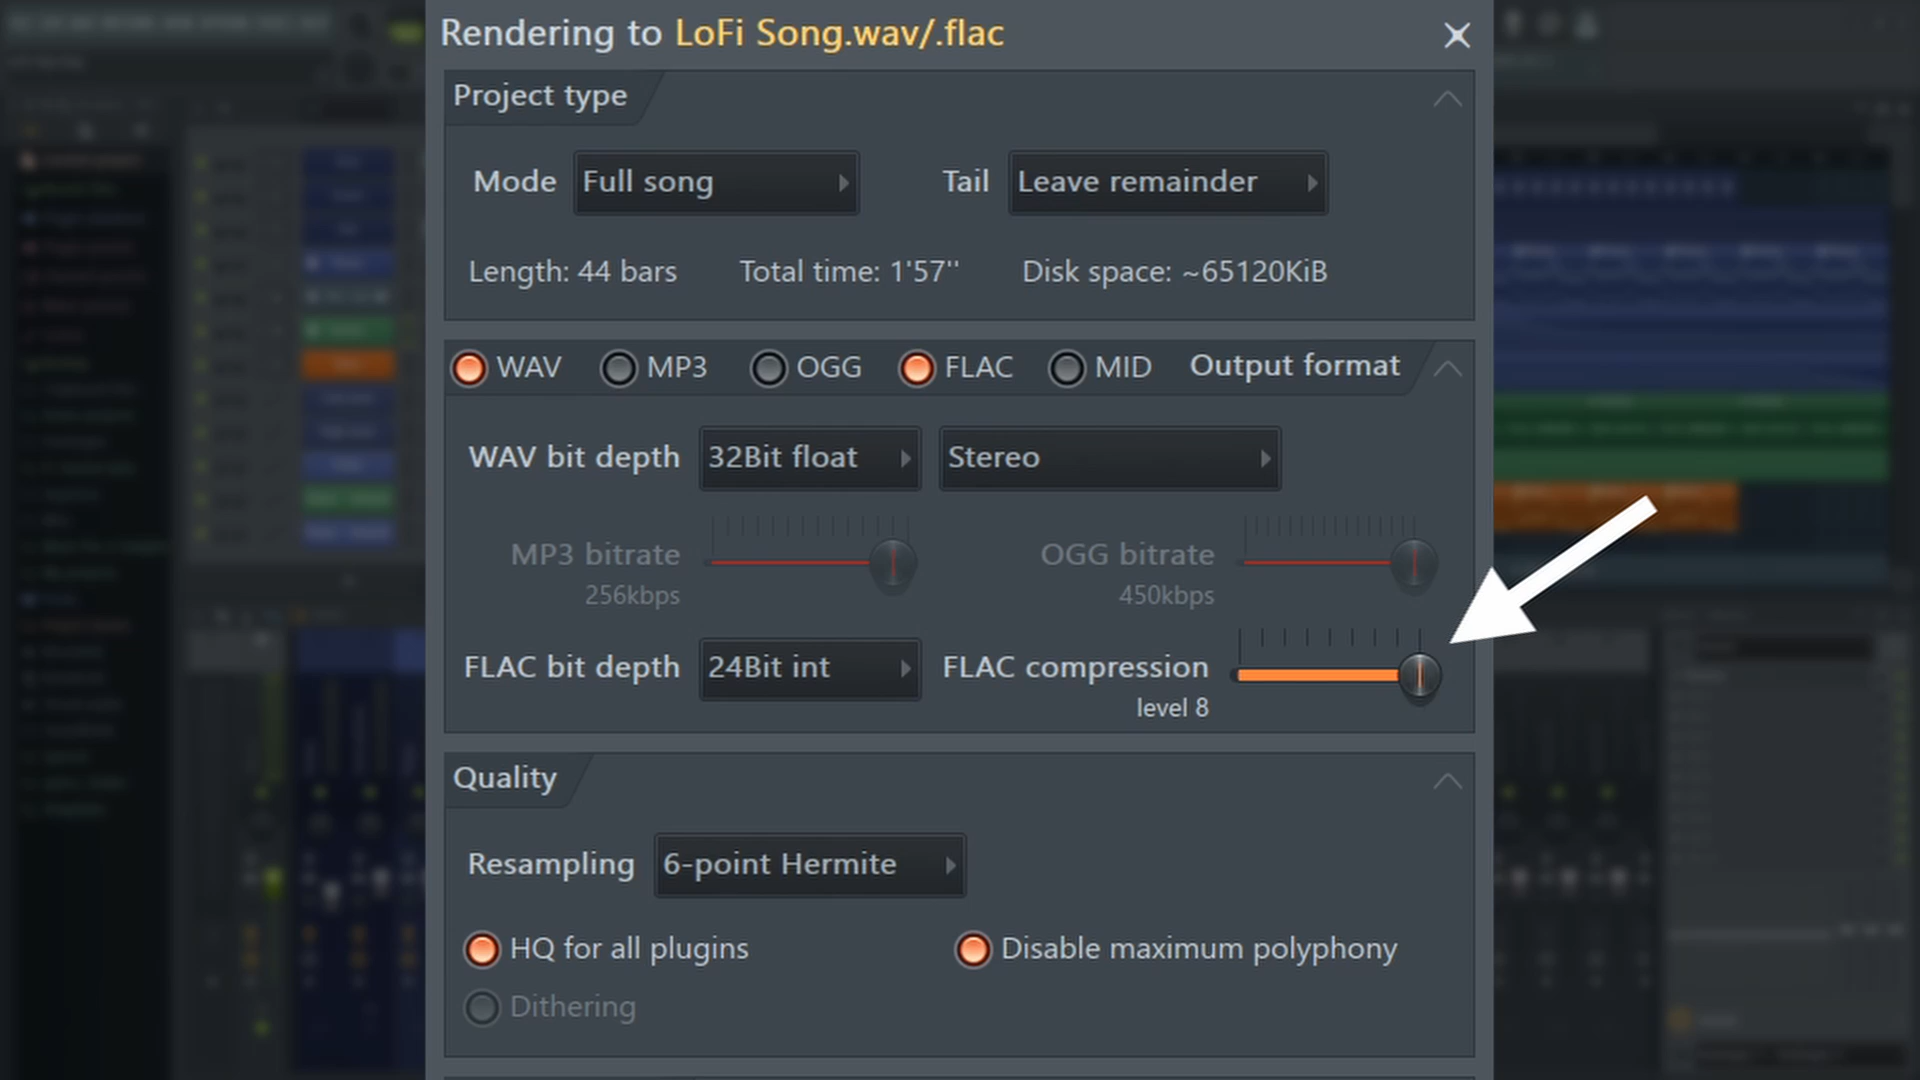 Rendering to LoFi Song.wav/.flac
Project type
Mode Full song Tail Leave remainder
Length: 44 bars Total time: 1'57'' Disk space: ~65120KiB
WAV MP3 OGG FLAC MID Output format
WAV bit depth 32Bit float Stereo
MP3 bitrate OGG bitrate
256kbps 450kbps
FLAC bit depth 24Bit int FLAC compression
level 8
Quality
Resampling 6-point Hermite
HQ for all plugins Disable maximum polyphony
Dithering